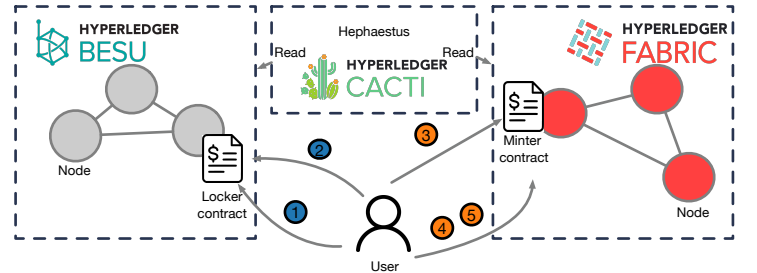 HYPERLEDGER
BESU
Hephaestus
Read
Read
HYPERLEDGER
CACTI
HYPERLEDGER
FABRIC
Node
Locker
contract
Minter
contract
Node
1
2
3
4
5
User
$
$